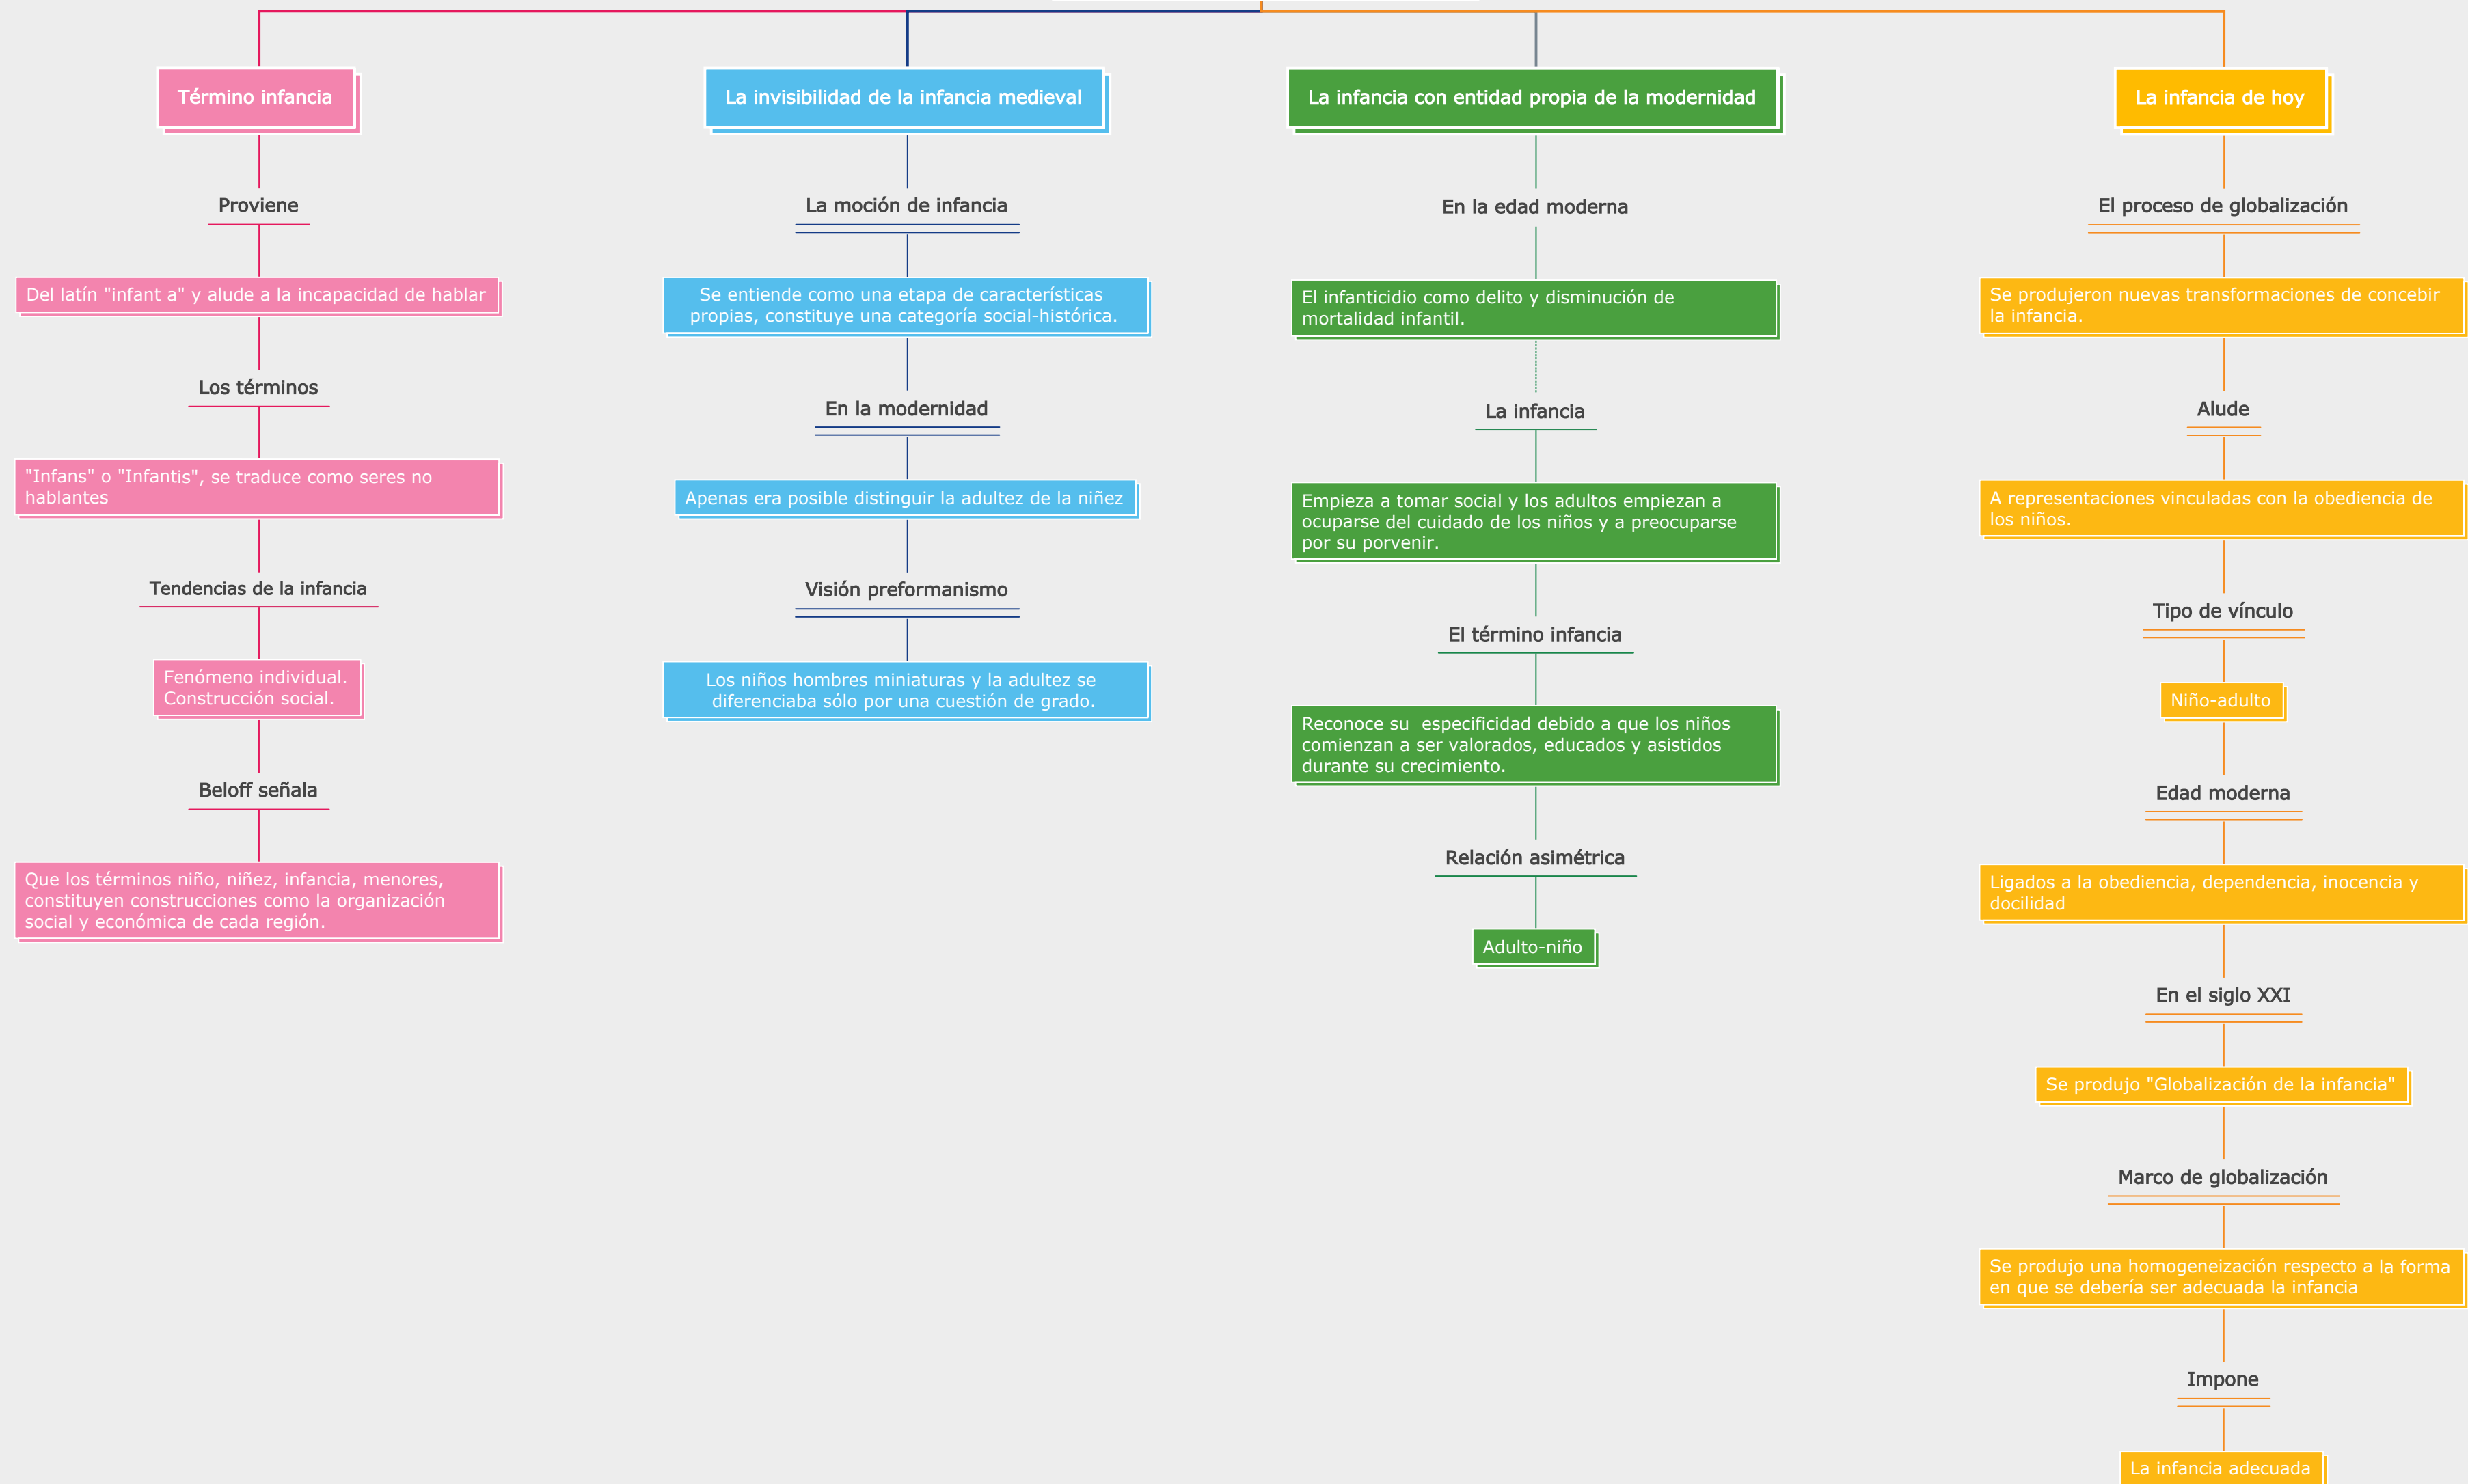 Término infancia
Proviene
Del latín "infant a" y alude a la incapacidad de hablar
Los términos
"Infans" o "Infantis", se traduce como seres no
hablantes
Tendencias de la infancia
Fenómeno individual.
Construcción social.
Beloff señala
Que los términos niño, niñez, infancia, menores,
constituyen construcciones como la organización
social y económica de cada región.
La invisibilidad de la infancia medieval
La moción de infancia
Se entiende como una etapa de características
propias, constituye una categoría social-histórica.
En la modernidad
Apenas era posible distinguir la adultez de la niñez
Visión preformanismo
Los niños hombres miniaturas y la adultez se
diferenciaba sólo por una cuestión de grado.
La infancia con entidad propia de la modernidad
En la edad moderna
El infanticidio como delito y disminución de
mortalidad infantil.
La infancia
Empieza a tomar social y los adultos empiezan a
ocuparse del cuidado de los niños y a preocuparse
por su porvenir.
El término infancia
Reconoce su  especificidad debido a que los niños
comienzan a ser valorados, educados y asistidos
durante su crecimiento.
Relación asimétrica
Adulto-niño
La infancia de hoy
El proceso de globalización
Se produjeron nuevas transformaciones de concebir
la infancia.
Alude
A representaciones vinculadas con la obediencia de
los niños.
Tipo de vínculo
Niño-adulto
Edad moderna
Ligados a la obediencia, dependencia, inocencia y
docilidad
En el siglo XXI
Se produjo "Globalización de la infancia"
Marco de globalización
Se produjo una homogeneización respecto a la forma
en que se debería ser adecuada la infancia
Impone
La infancia adecuada